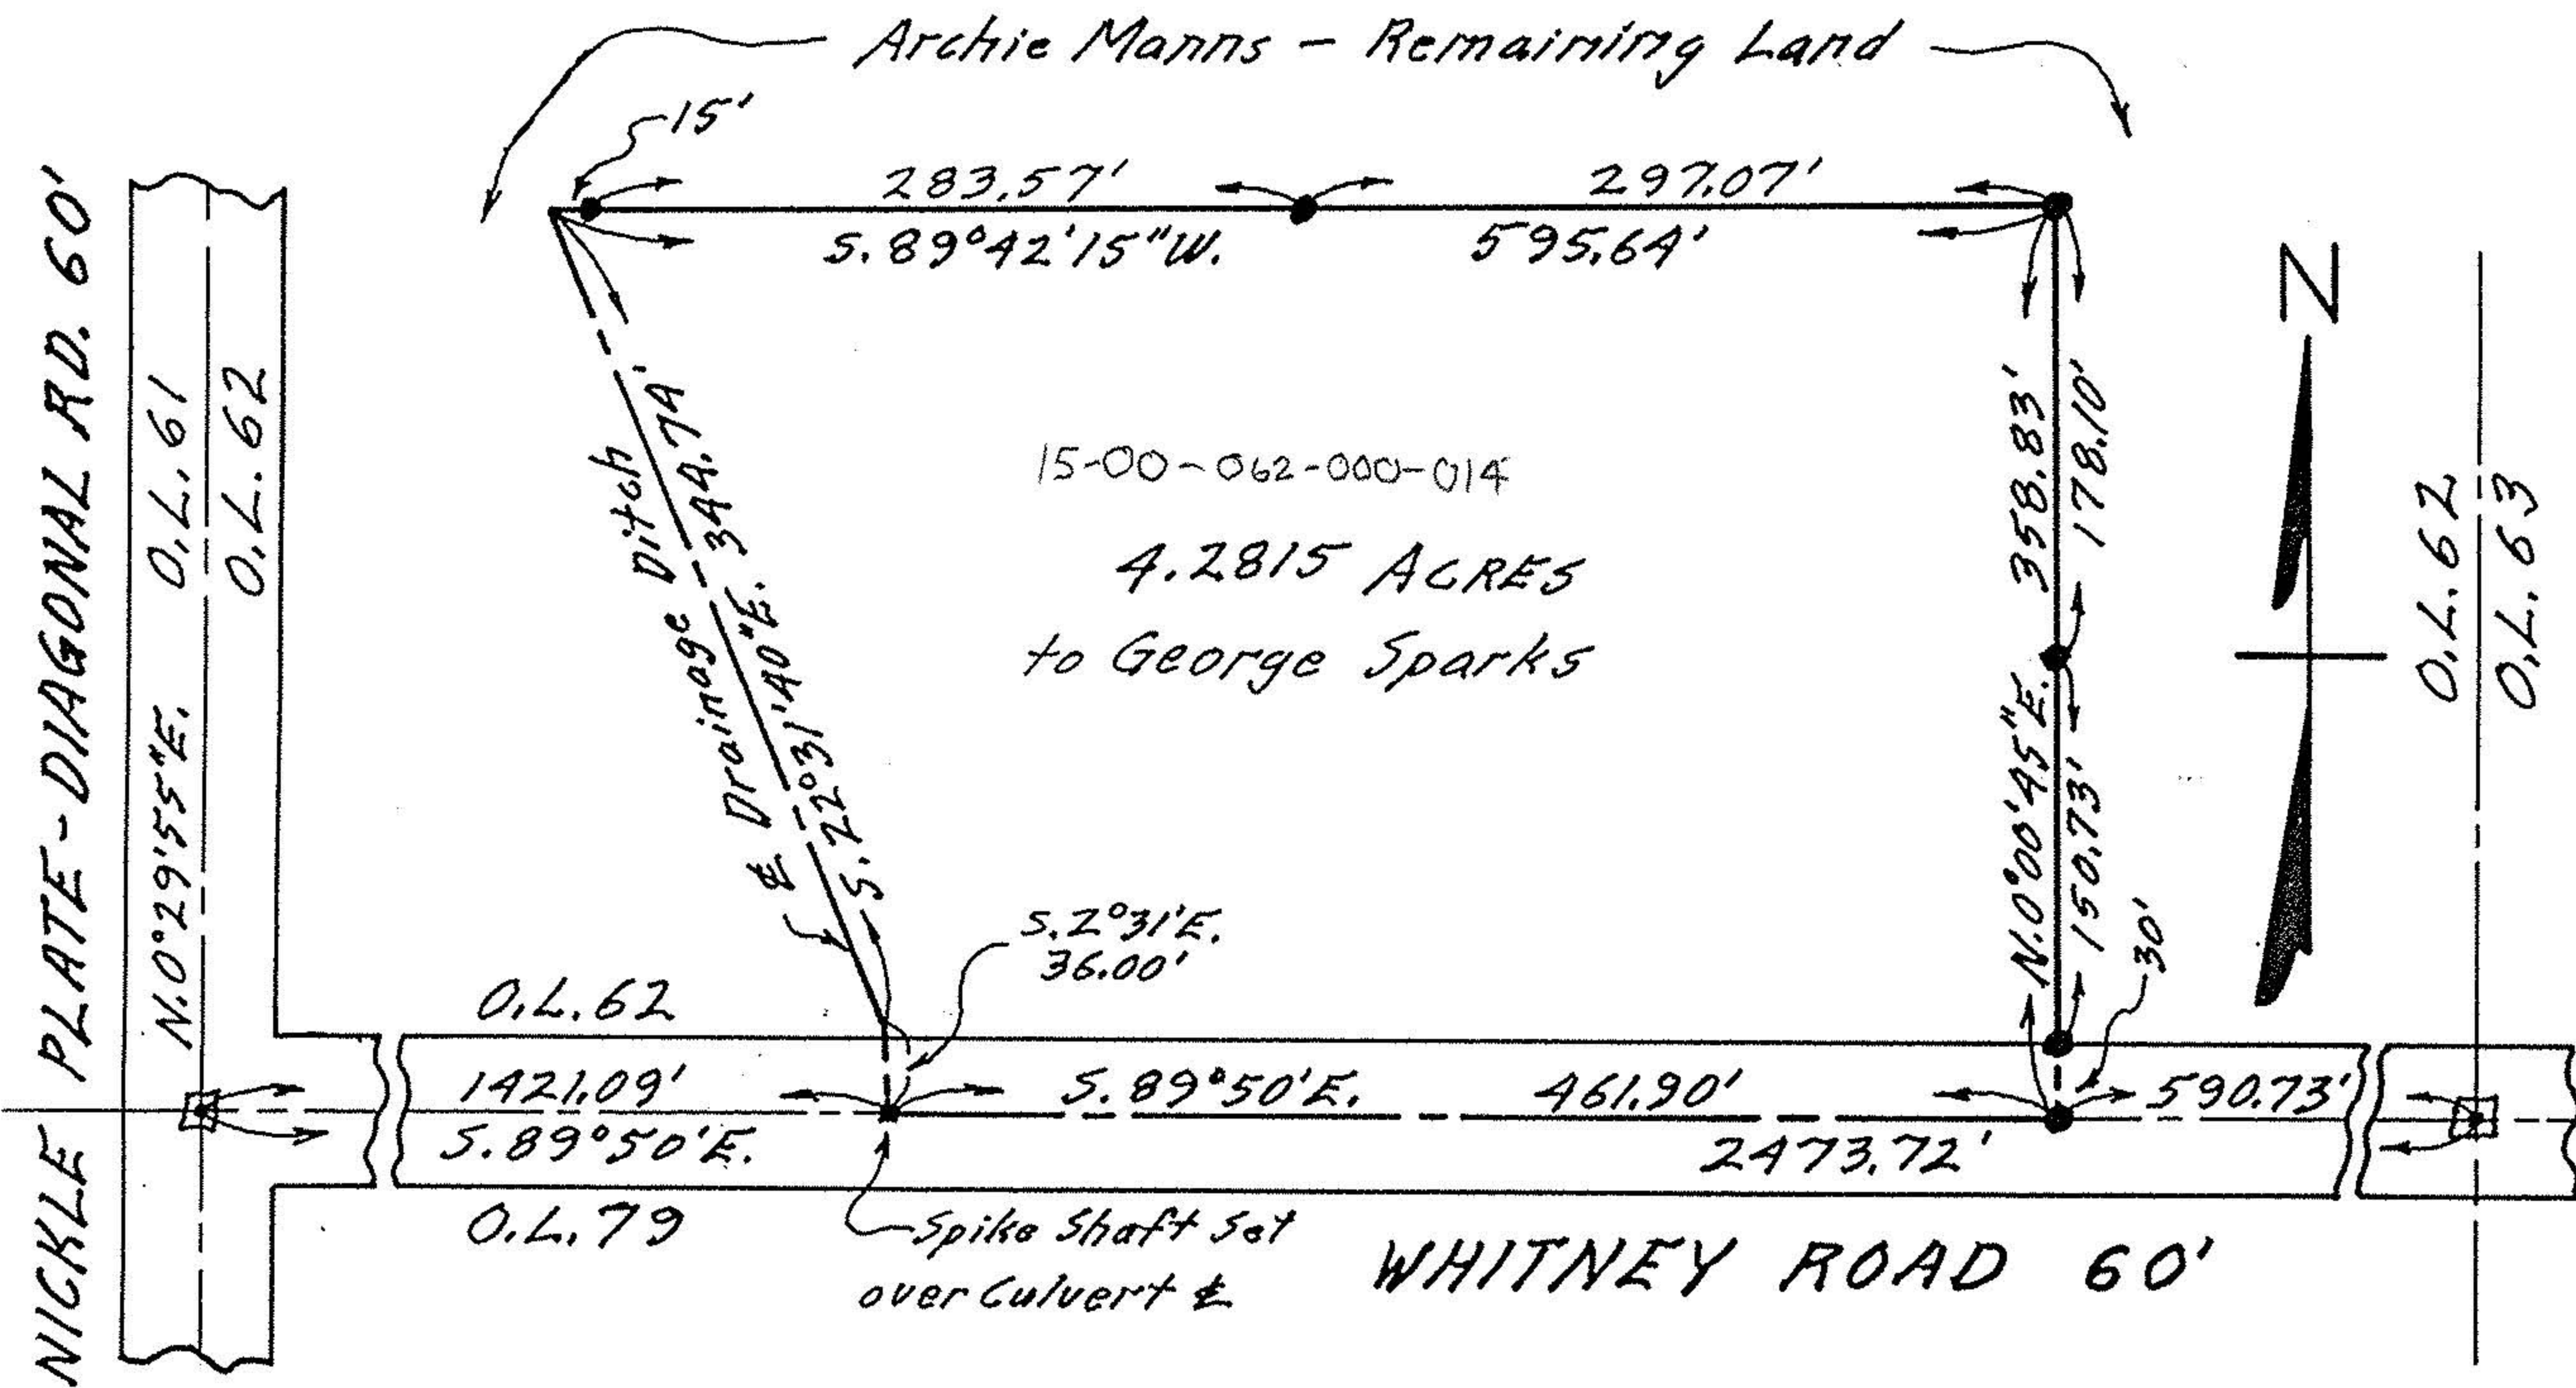 Archie Manns - Remaining Land
15'
283.57'
297.07'
S.89°42'15"W.
595.64'
NICKLE PLATE-DIAGONAL RD. 60'
O.L.61
O.L.62
N.0°29'55"E.
℄ Drainage Ditch
S.22°31'40"E. 344.74'
15-00-062-000-014
4.2815 ACRES
to George Sparks
N.0°00'45"E. 358.83'
178.10'
150.73'
30'
N
O.L.62
O.L.63
S.2°31'E.
36.00'
O.L.62
1421.09'
S.89°50'E.
S.89°50'E.
461.90'
590.73'
2473.72'
O.L.79
Spike Shaft Set
over Culvert ℄
WHITNEY ROAD 60'